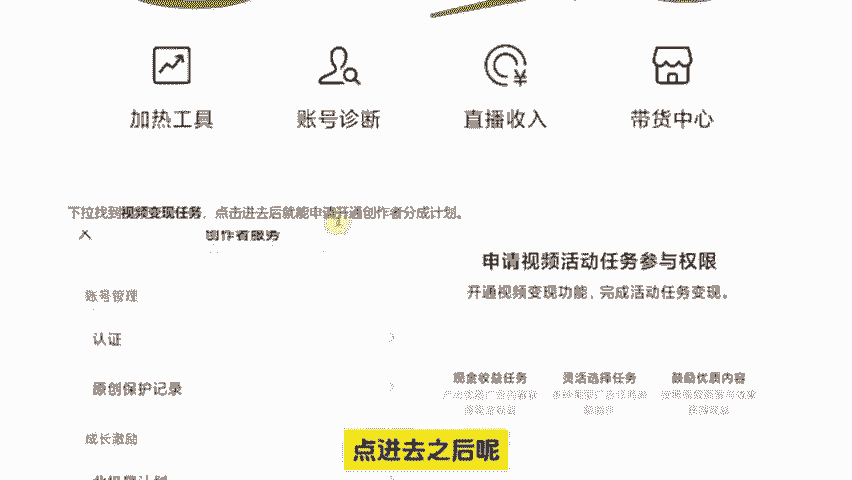 加热工具 账号诊断 直播收入 带货中心
下拉找到视频变现任务，点击进去后就能申请开通创作者分成计划。
创作者服务
申请视频活动任务参与权限
开通视频变现功能，完成活动任务变现。
账号管理
认证
原创保护记录
现金收益任务 灵活选择任务 鼓励优质内容
成长激励
点进去之后呢